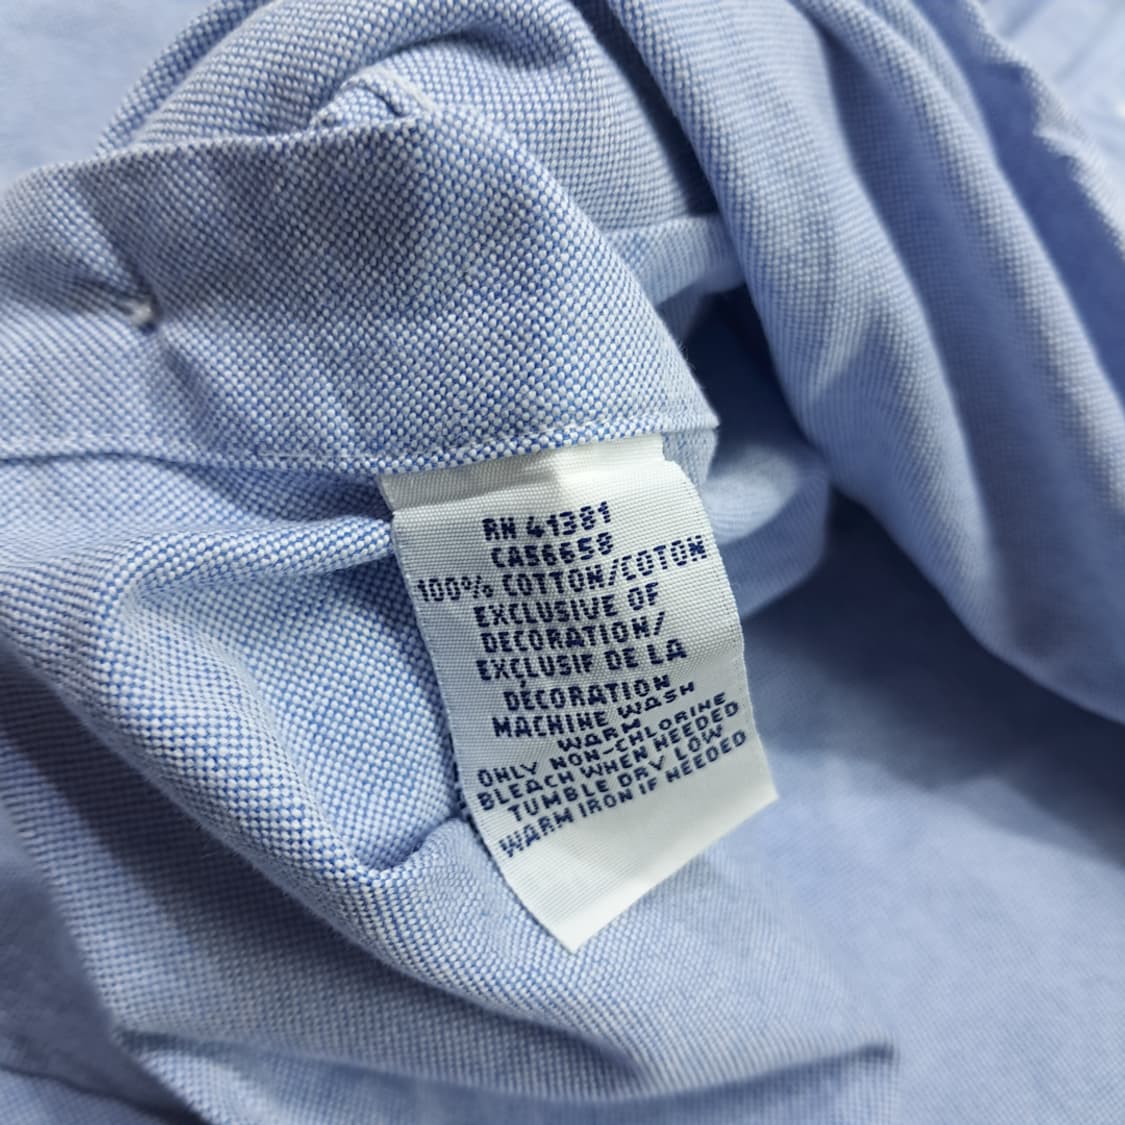 RN 41381
CA56658
100% COTTON/COTON
EXCLUSIVE OF
DECORATION/
EXCLUSIF DE LA
DÉCORATION
MACHINE WASH
WARM
ONLY NON-CHLORINE
BLEACH WHEN NEEDED
TUMBLE DRY LOW
WARM IRON IF NEEDED